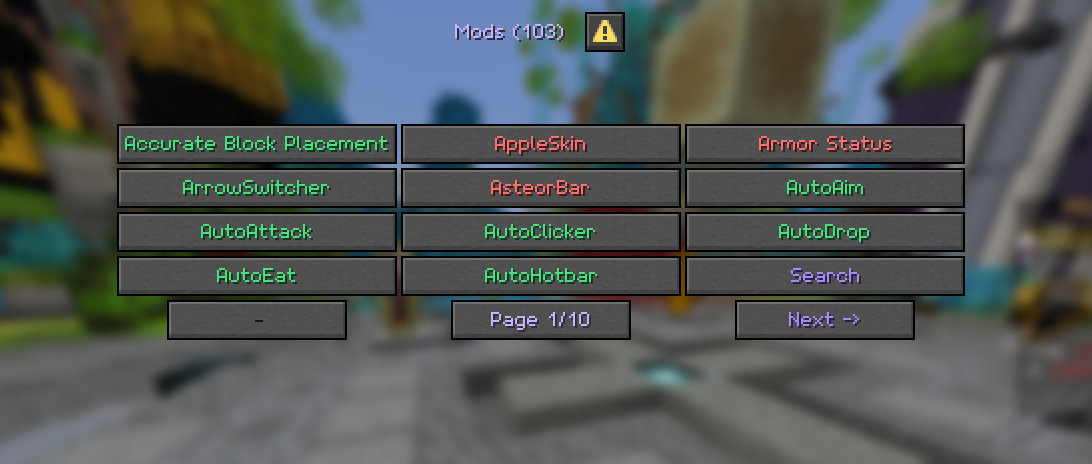 Mods (103)
Accurate Block Placement
AppleSkin
Armor Status
ArrowSwitcher
AsteorBar
AutoAim
AutoAttack
AutoClicker
AutoDrop
AutoEat
AutoHotbar
Search
-
Page 1/10
Next ->